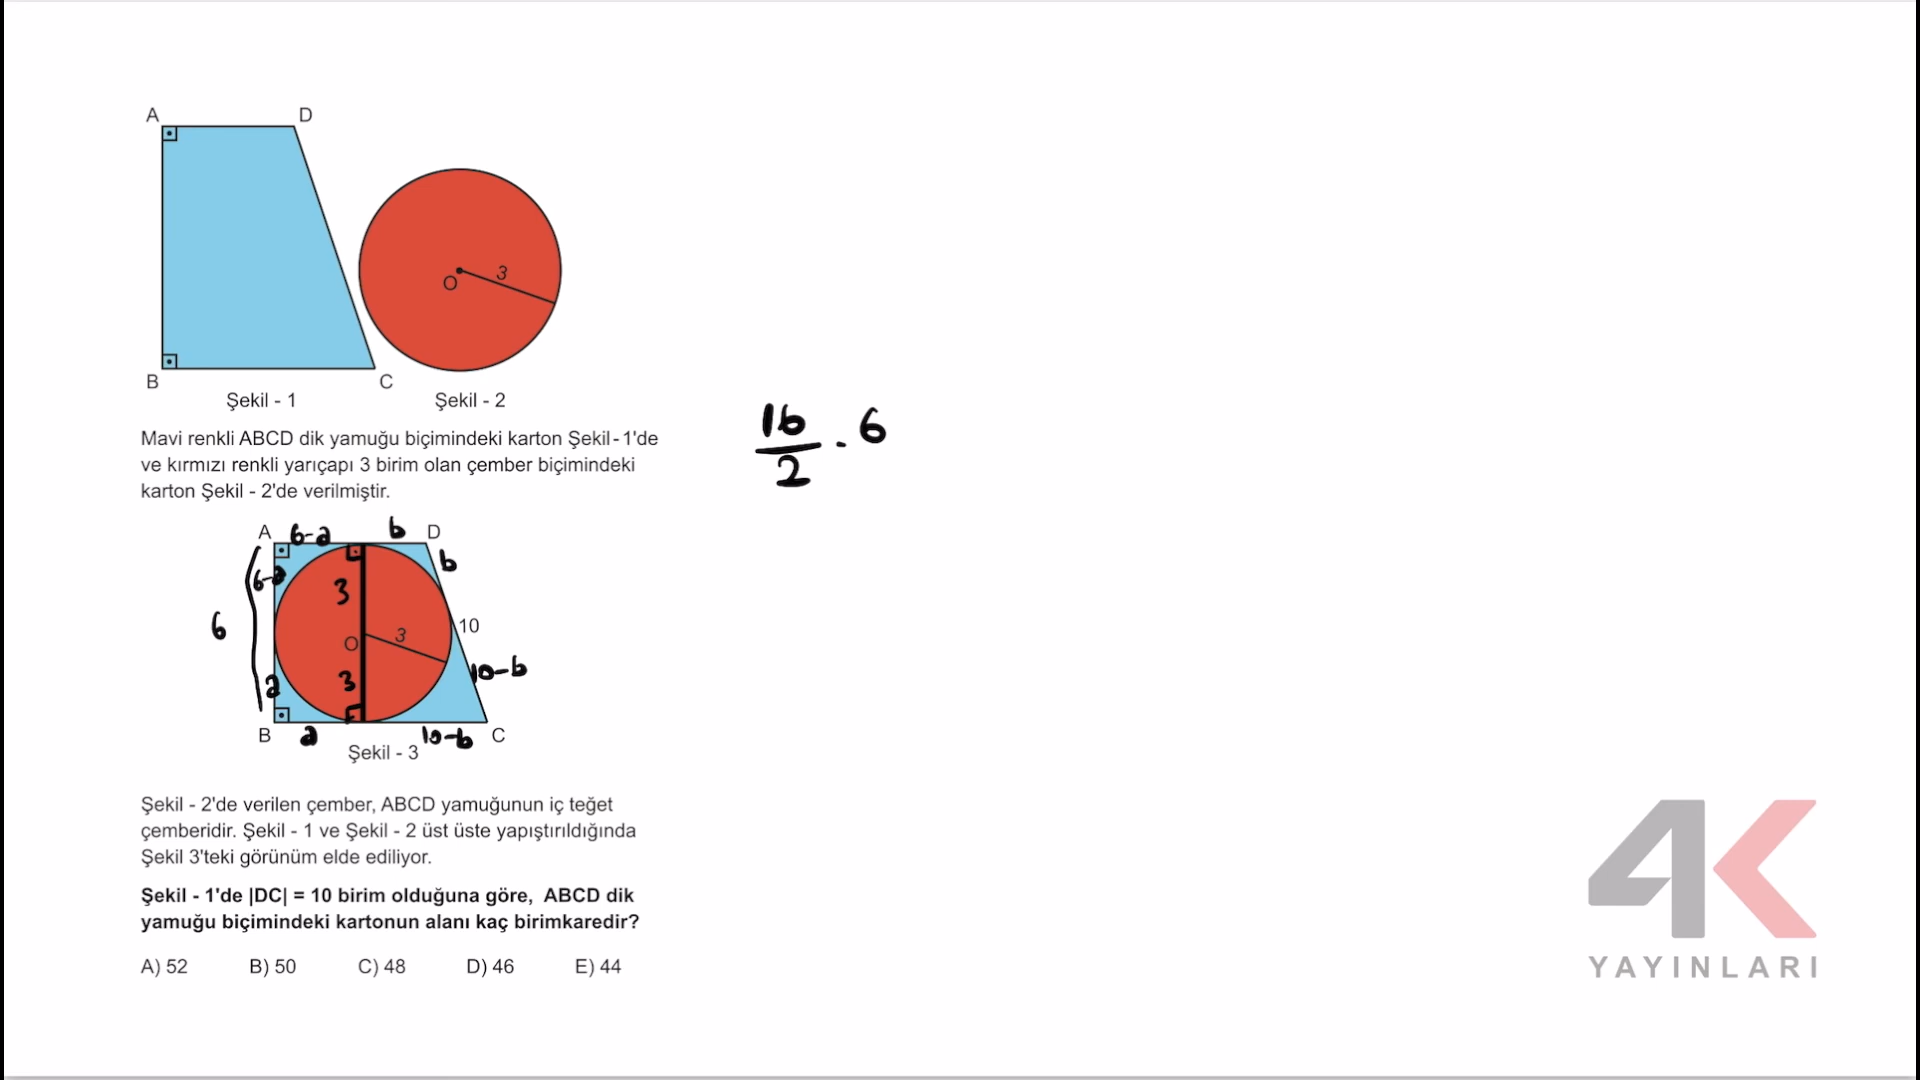 A D
O 3
B C
Şekil - 1 Şekil - 2
16
2
. 6
Mavi renkli ABCD dik yamuğu biçimindeki karton Şekil-1'de
ve kırmızı renkli yarıçapı 3 birim olan çember biçimindeki
karton Şekil - 2'de verilmiştir.
A 6-a b D
6-a 3 b
6 O 3 10
a 3 10-b
B a 10-b C
Şekil - 3
Şekil - 2'de verilen çember, ABCD yamuğunun iç teğet
çemberidir. Şekil - 1 ve Şekil - 2 üst üste yapıştırıldığında
Şekil 3'teki görünüm elde ediliyor.
Şekil - 1'de |DC| = 10 birim olduğuna göre, ABCD dik
yamuğu biçimindeki kartonun alanı kaç birimkaredir?
A) 52 B) 50 C) 48 D) 46 E) 44
4K
YAYINLARI